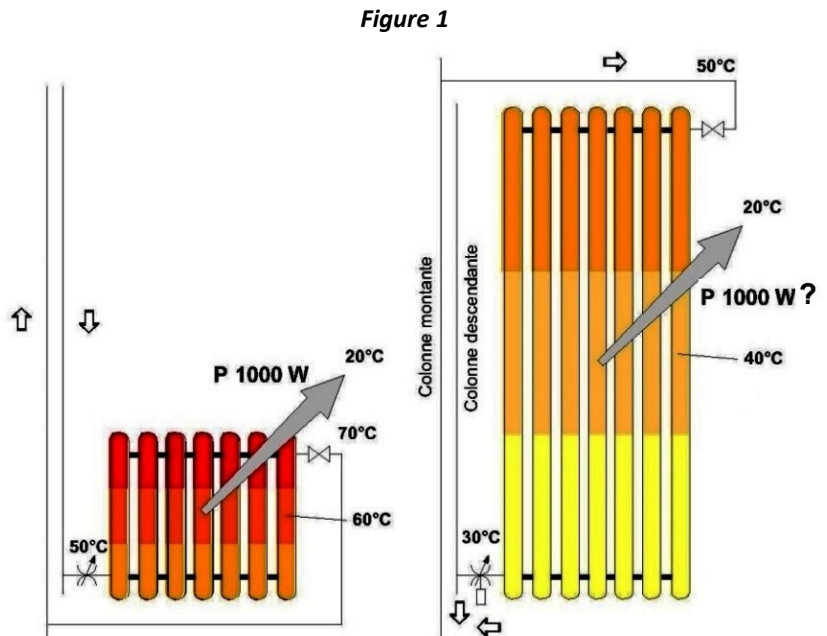 Figure 1
50°C
20°C
P 1000 W ?
40°C
Colonne montante
Colonne descendante
30°C
P 1000 W
20°C
70°C
60°C
50°C